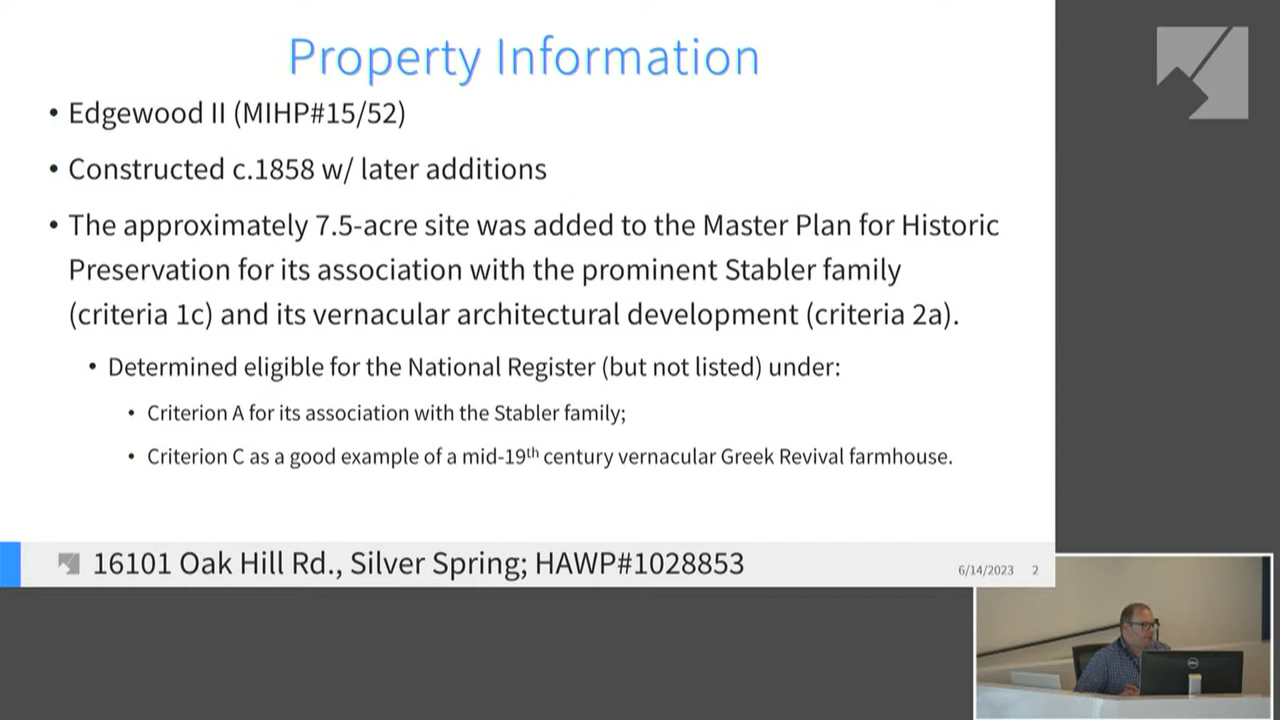 Property Information
• Edgewood II (MIHP#15/52)
• Constructed c.1858 w/ later additions
• The approximately 7.5-acre site was added to the Master Plan for Historic
Preservation for its association with the prominent Stabler family
(criteria 1c) and its vernacular architectural development (criteria 2a).
• Determined eligible for the National Register (but not listed) under:
• Criterion A for its association with the Stabler family;
• Criterion C as a good example of a mid-19th century vernacular Greek Revival farmhouse.
16101 Oak Hill Rd., Silver Spring; HAWP#1028853
6/14/2023 2
DELL